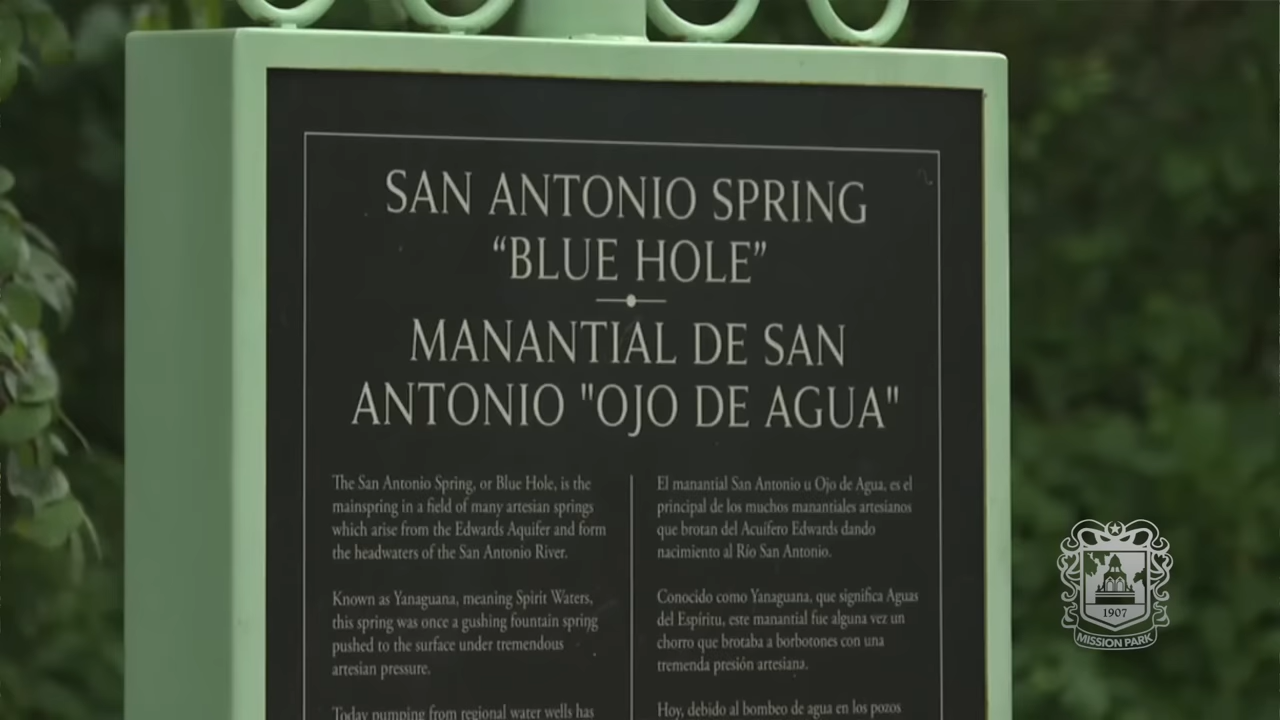 SAN ANTONIO SPRING
“BLUE HOLE”
MANANTIAL DE SAN
ANTONIO "OJO DE AGUA"
The San Antonio Spring, or Blue Hole, is the
mainspring in a field of many artesian springs
which arise from the Edwards Aquifer and form
the headwaters of the San Antonio River.
Known as Yanaguana, meaning Spirit Waters,
this spring was once a gushing fountain spring
pushed to the surface under tremendous
artesian pressure.
Today pumping from regional water wells has
El manantial San Antonio u Ojo de Agua, es el
principal de los muchos manantiales artesianos
que brotan del Acuífero Edwards dando
nacimiento al Río San Antonio.
Conocido como Yanaguana, que significa Aguas
del Espíritu, este manantial fue alguna vez un
chorro que brotaba a borbotones con una
tremenda presión artesiana.
Hoy, debido al bombeo de agua en los pozos
1907
MISSION PARK